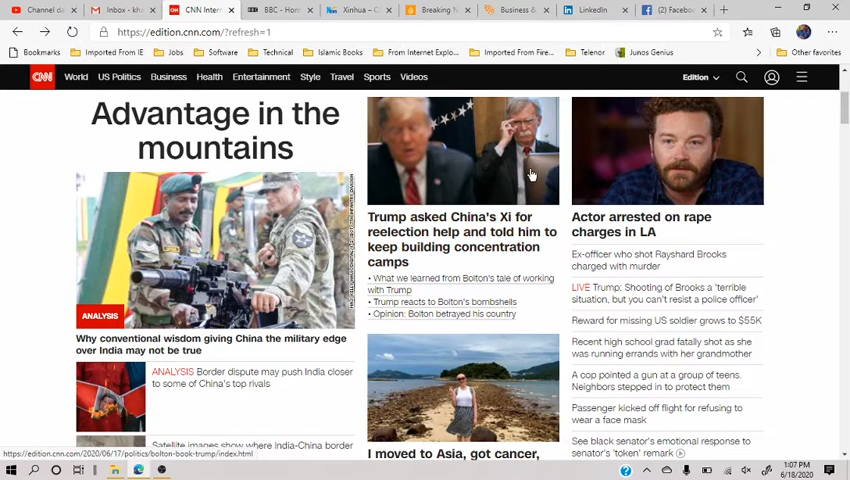 Channel da
Inbox - kha
CNN Intern
BBC - Hom
Xinhua – C
Breaking N
Business &
LinkedIn
(2) Facebo
https://edition.cnn.com/?refresh=1
Bookmarks
Imported From IE
Jobs
Software
Technical
Islamic Books
From Internet Explo...
Imported From Fire...
Telenor
Junos Genius
Other favorites
CNN World US Politics Business Health Entertainment Style Travel Sports Videos Edition
Advantage in the
mountains
ANALYSIS
Why conventional wisdom giving China the military edge
over India may not be true
ANALYSIS Border dispute may push India closer
to some of China's top rivals
Satellite images show where India-China border
Trump asked China's Xi for
reelection help and told him to
keep building concentration
camps
• What we learned from Bolton's tale of working
with Trump
• Trump reacts to Bolton's bombshells
• Opinion: Bolton betrayed his country
I moved to Asia, got cancer,
Actor arrested on rape
charges in LA
Ex-officer who shot Rayshard Brooks
charged with murder
LIVE Trump: Shooting of Brooks a 'terrible
situation, but you can't resist a police officer'
Reward for missing US soldier grows to $55K
Recent high school grad fatally shot as she
was running errands with her grandmother
A cop pointed a gun at a group of teens.
Neighbors stepped in to protect them
Passenger kicked off flight for refusing to
wear a face mask
See black senator's emotional response to
senator's 'token' remark
https://edition.cnn.com/2020/06/17/politics/bolton-book-trump/index.html
1:07 PM
6/18/2020